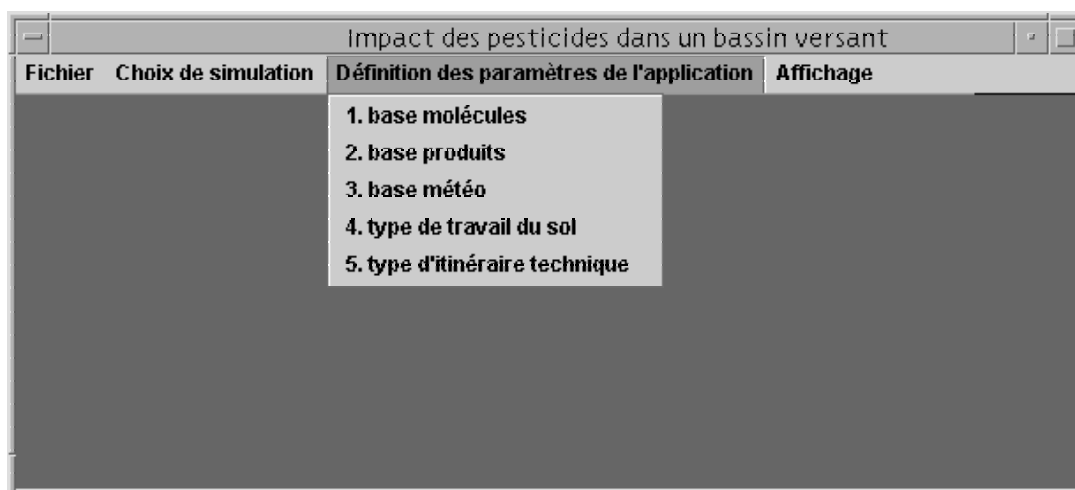 Impact des pesticides dans un bassin versant
Fichier Choix de simulation Définition des paramètres de l'application Affichage
1. base molécules
2. base produits
3. base météo
4. type de travail du sol
5. type d'itinéraire technique